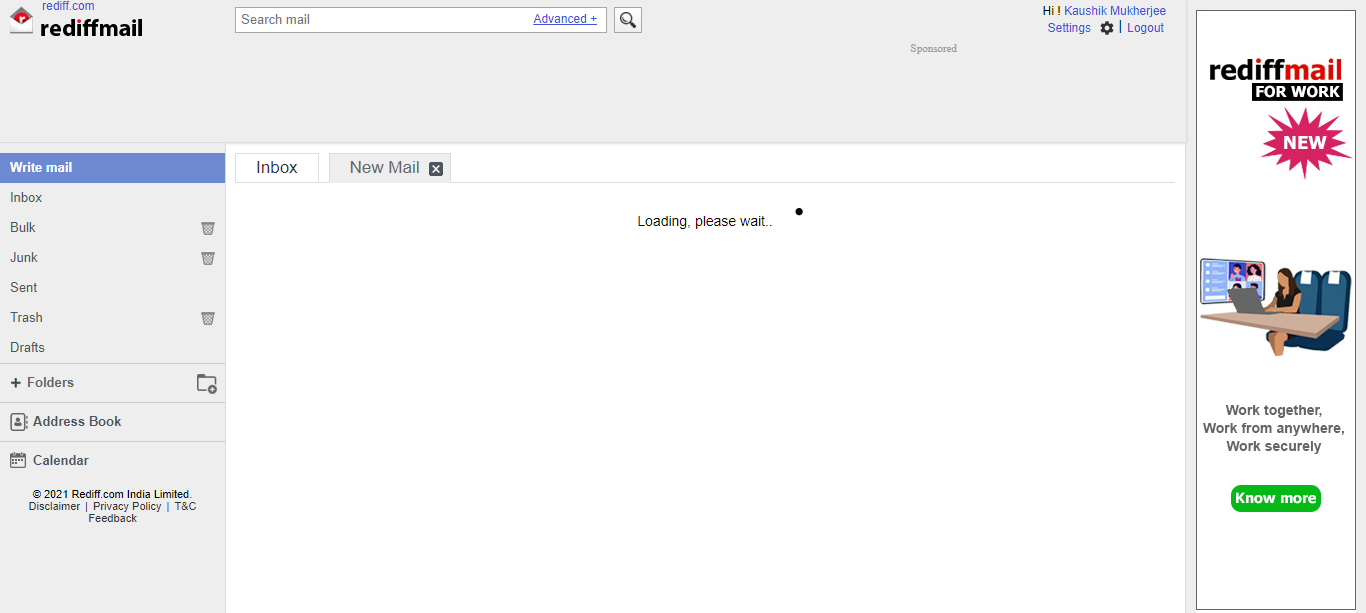 rediff.com
rediffmail
Search mail
Advanced +
Hi ! Kaushik Mukherjee
Settings | Logout
Sponsored
Write mail
Inbox
Bulk
Junk
Sent
Trash
Drafts
+ Folders
Address Book
Calendar
© 2021 Rediff.com India Limited.
Disclaimer | Privacy Policy | T&C
Feedback
Inbox
New Mail
Loading, please wait..
rediffmail
FOR WORK
NEW
Work together,
Work from anywhere,
Work securely
Know more